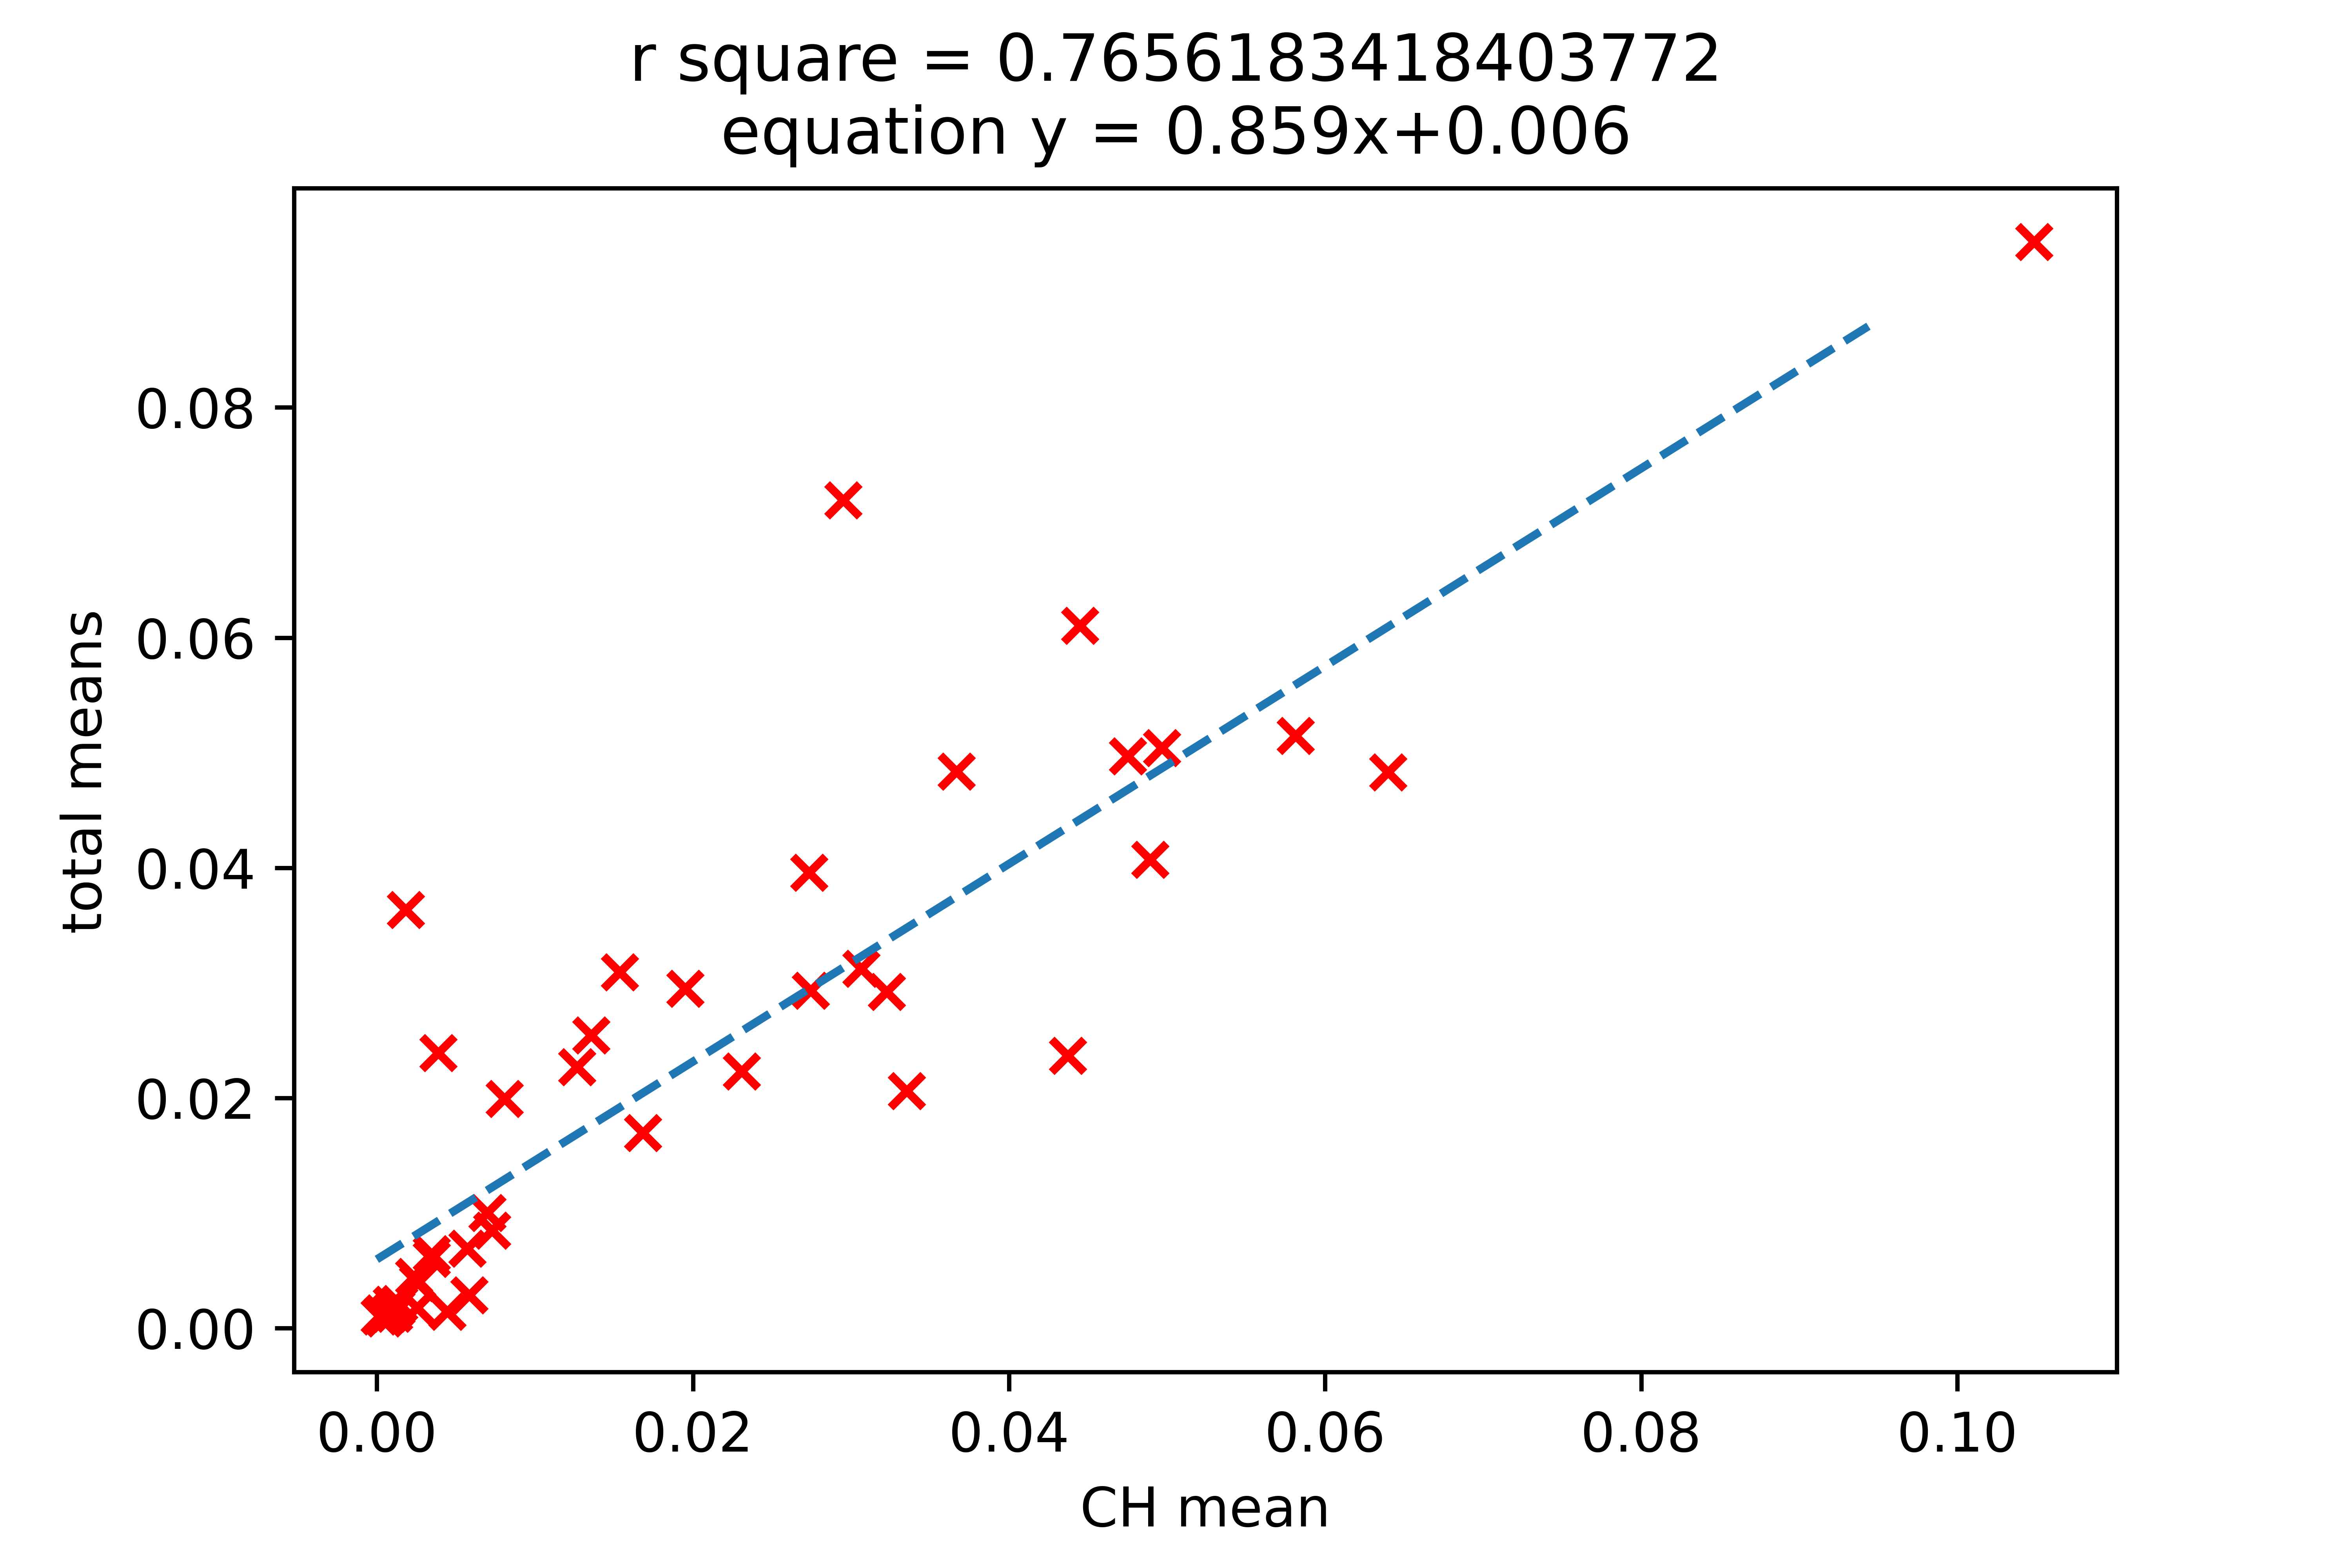 r square = 0.7656183418403772
equation y = 0.859x+0.006
total means
0.08
0.06
0.04
0.02
0.00
0.00 0.02 0.04 0.06 0.08 0.10
CH mean